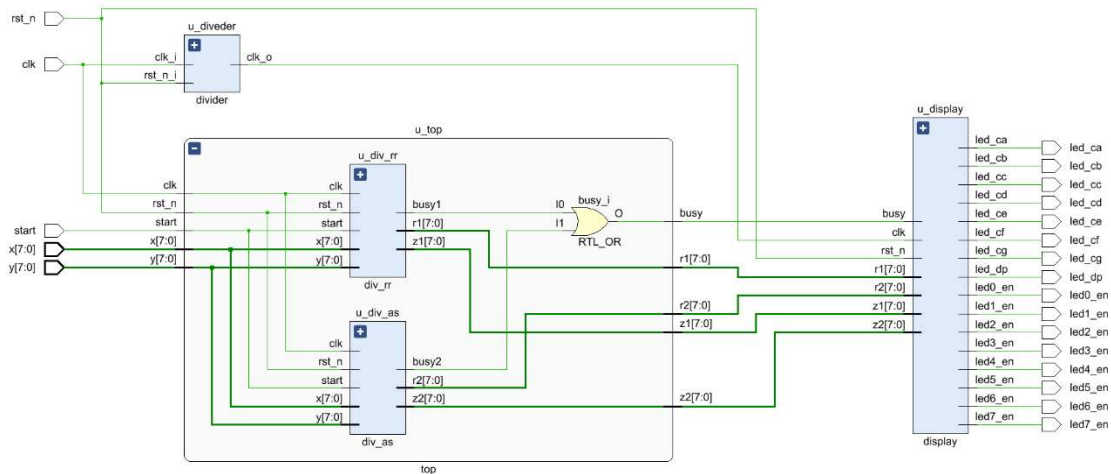 rst_n
clk
u_diveder
clk_i
clk_o
rst_n_i
divider
start
x[7:0]
y[7:0]
u_top
clk
rst_n
start
x[7:0]
y[7:0]
u_div_rr
clk
rst_n
start
x[7:0]
y[7:0]
busy1
r1[7:0]
z1[7:0]
div_rr
u_div_as
clk
rst_n
start
x[7:0]
y[7:0]
busy2
r2[7:0]
z2[7:0]
div_as
I0
I1
busy_i
O
RTL_OR
busy
r1[7:0]
r2[7:0]
z1[7:0]
z2[7:0]
top
u_display
busy
clk
rst_n
r1[7:0]
r2[7:0]
z1[7:0]
z2[7:0]
led_ca
led_cb
led_cc
led_cd
led_ce
led_cf
led_cg
led_dp
led0_en
led1_en
led2_en
led3_en
led4_en
led5_en
led6_en
led7_en
display
led_ca
led_cb
led_cc
led_cd
led_ce
led_cf
led_cg
led_dp
led0_en
led1_en
led2_en
led3_en
led4_en
led5_en
led6_en
led7_en